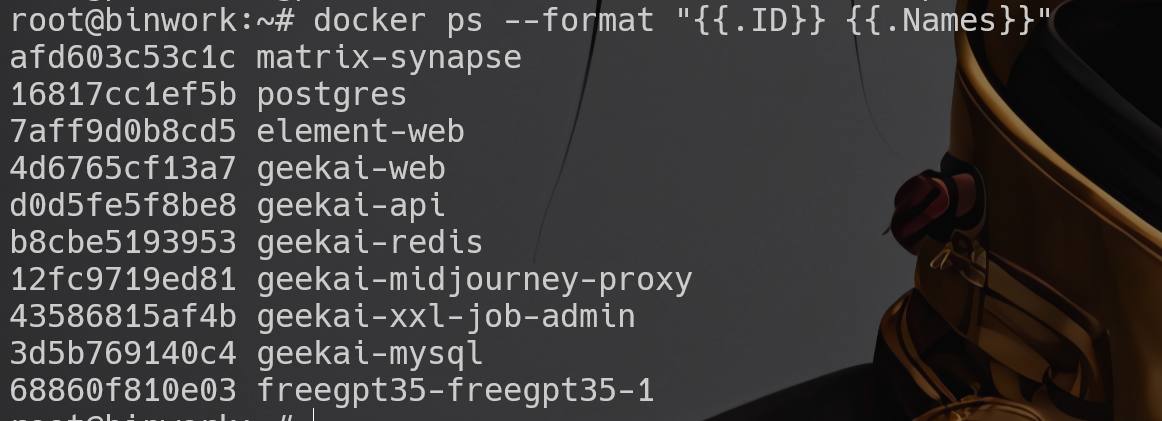 root@binwork:~# docker ps --format "{{.ID}} {{.Names}}"
afd603c53c1c matrix-synapse
16817cc1ef5b postgres
7aff9d0b8cd5 element-web
4d6765cf13a7 geekai-web
d0d5fe5f8be8 geekai-api
b8cbe5193953 geekai-redis
12fc9719ed81 geekai-midjourney-proxy
43586815af4b geekai-xxl-job-admin
3d5b769140c4 geekai-mysql
68860f810e03 freegpt35-freegpt35-1
root@binwork:~#